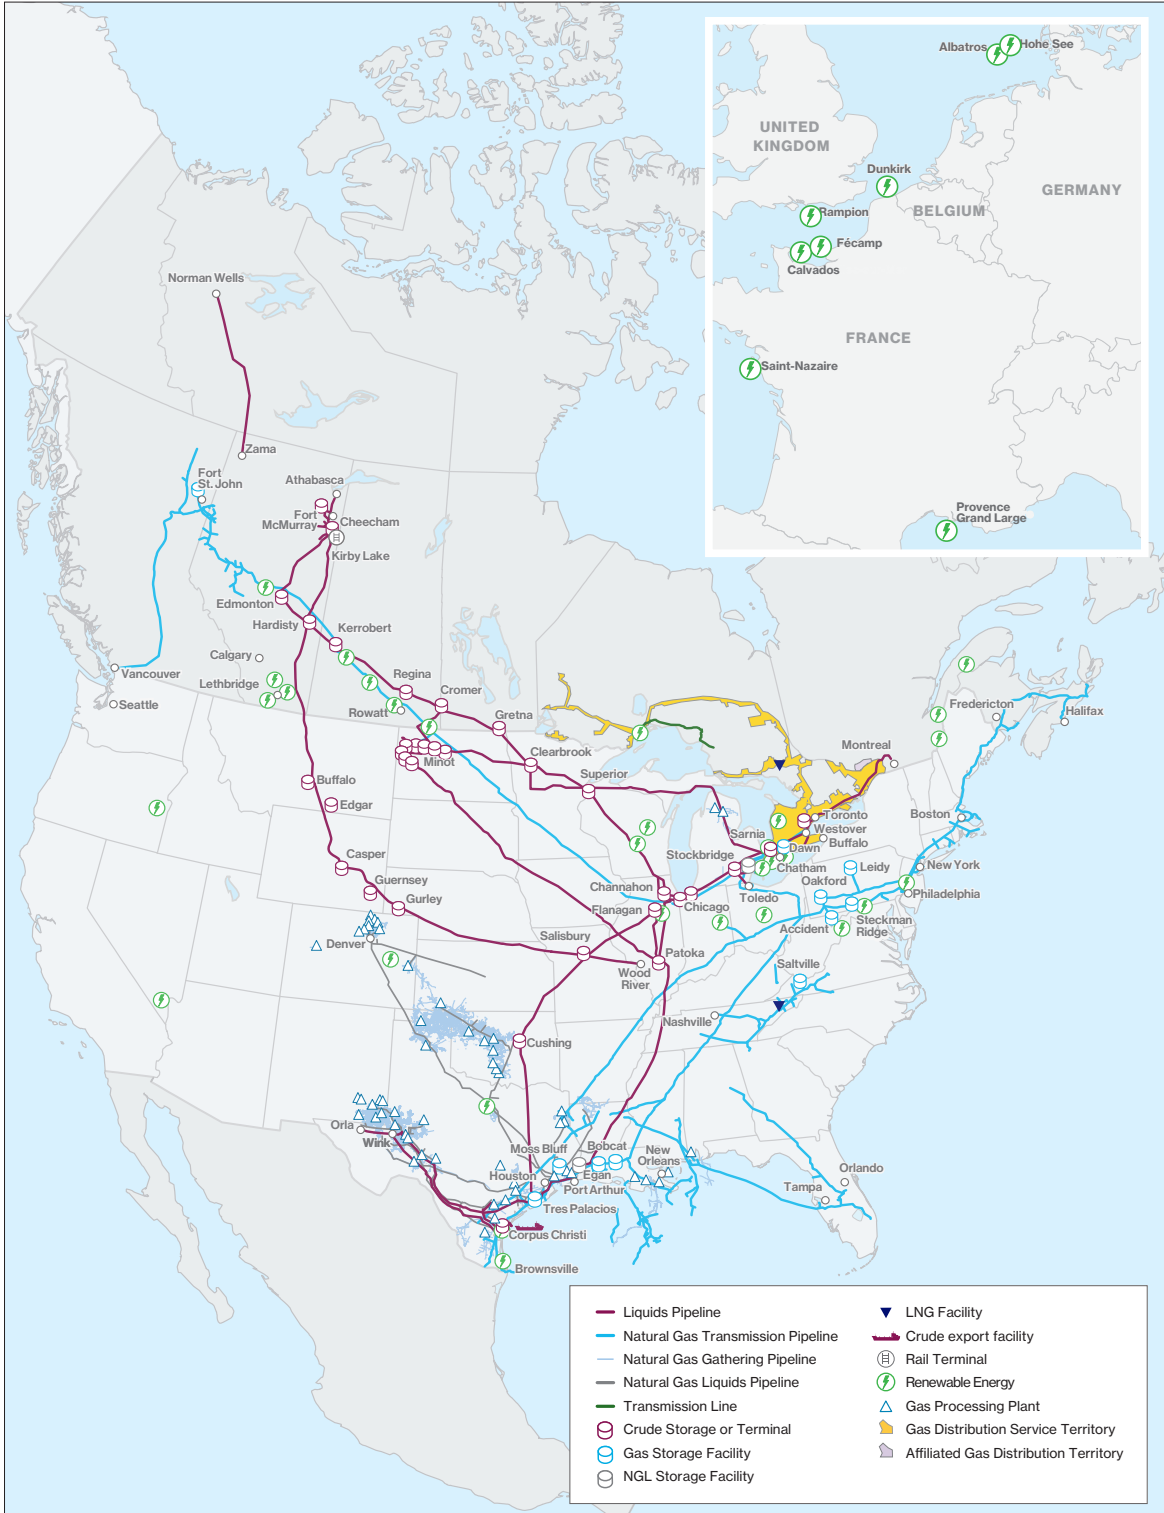 Albatros
Hohe See
UNITED
KINGDOM
Dunkirk
GERMANY
Rampion
BELGIUM
Fécamp
Calvados
FRANCE
Saint-Nazaire
Provence
Grand Large
Norman Wells
Zama
Fort
St. John
Athabasca
Fort
McMurray
Cheecham
Kirby Lake
Edmonton
Hardisty
Kerrobert
Calgary
Vancouver
Lethbridge
Regina
Cromer
Seattle
Rowatt
Gretna
Fredericton
Halifax
Minot
Clearbrook
Montreal
Superior
Buffalo
Edgar
Toronto
Boston
Sarnia
Westover
Buffalo
Stockbridge
Dawn
Casper
Chatham
Leidy
New York
Guernsey
Channahon
Oakford
Toledo
Philadelphia
Gurley
Flanagan
Chicago
Accident
Steckman
Ridge
Denver
Salisbury
Patoka
Wood
River
Saltville
Nashville
Cushing
Orla
Wink
Moss Bluff
Bobcat
New
Orleans
Houston
Egan
Port Arthur
Orlando
Tampa
Tres Palacios
Corpus Christi
Brownsville
Liquids Pipeline
Natural Gas Transmission Pipeline
Natural Gas Gathering Pipeline
Natural Gas Liquids Pipeline
Transmission Line
Crude Storage or Terminal
Gas Storage Facility
NGL Storage Facility
LNG Facility
Crude export facility
Rail Terminal
Renewable Energy
Gas Processing Plant
Gas Distribution Service Territory
Affiliated Gas Distribution Territory